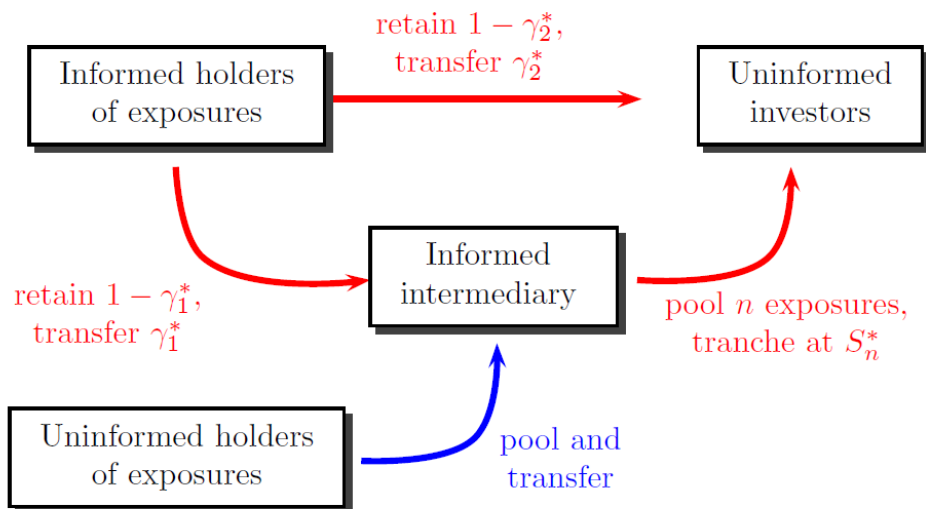 retain 1 − γ₂*,
transfer γ₂*
Informed holders
of exposures
Uninformed
investors
Informed
intermediary
retain 1 − γ₁*,
transfer γ₁*
pool n exposures,
tranche at Sₙ*
Uninformed holders
of exposures
pool and
transfer